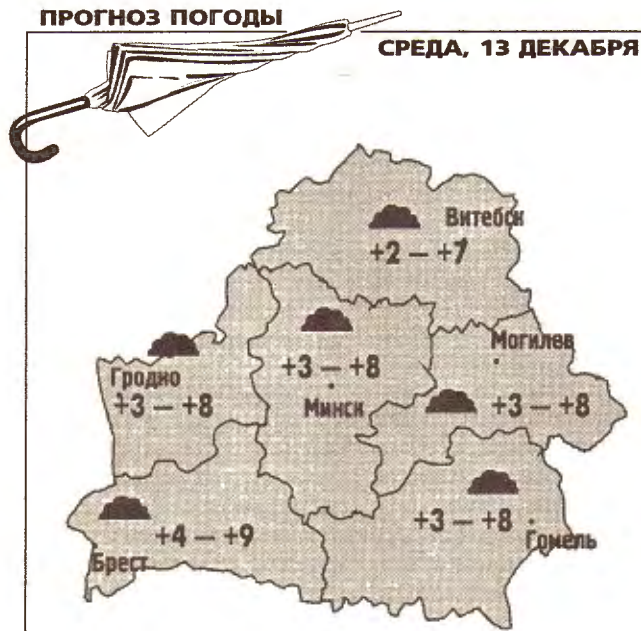 ПРОГНОЗ ПОГОДЫ
СРЕДА, 13 ДЕКАБРЯ
Витебск
+2 — +7
Могилев
+3 — +8
Гродно
+3 — +8
Минск
+3 — +8
+3 — +8
Гомель
+4 — +9
Брест